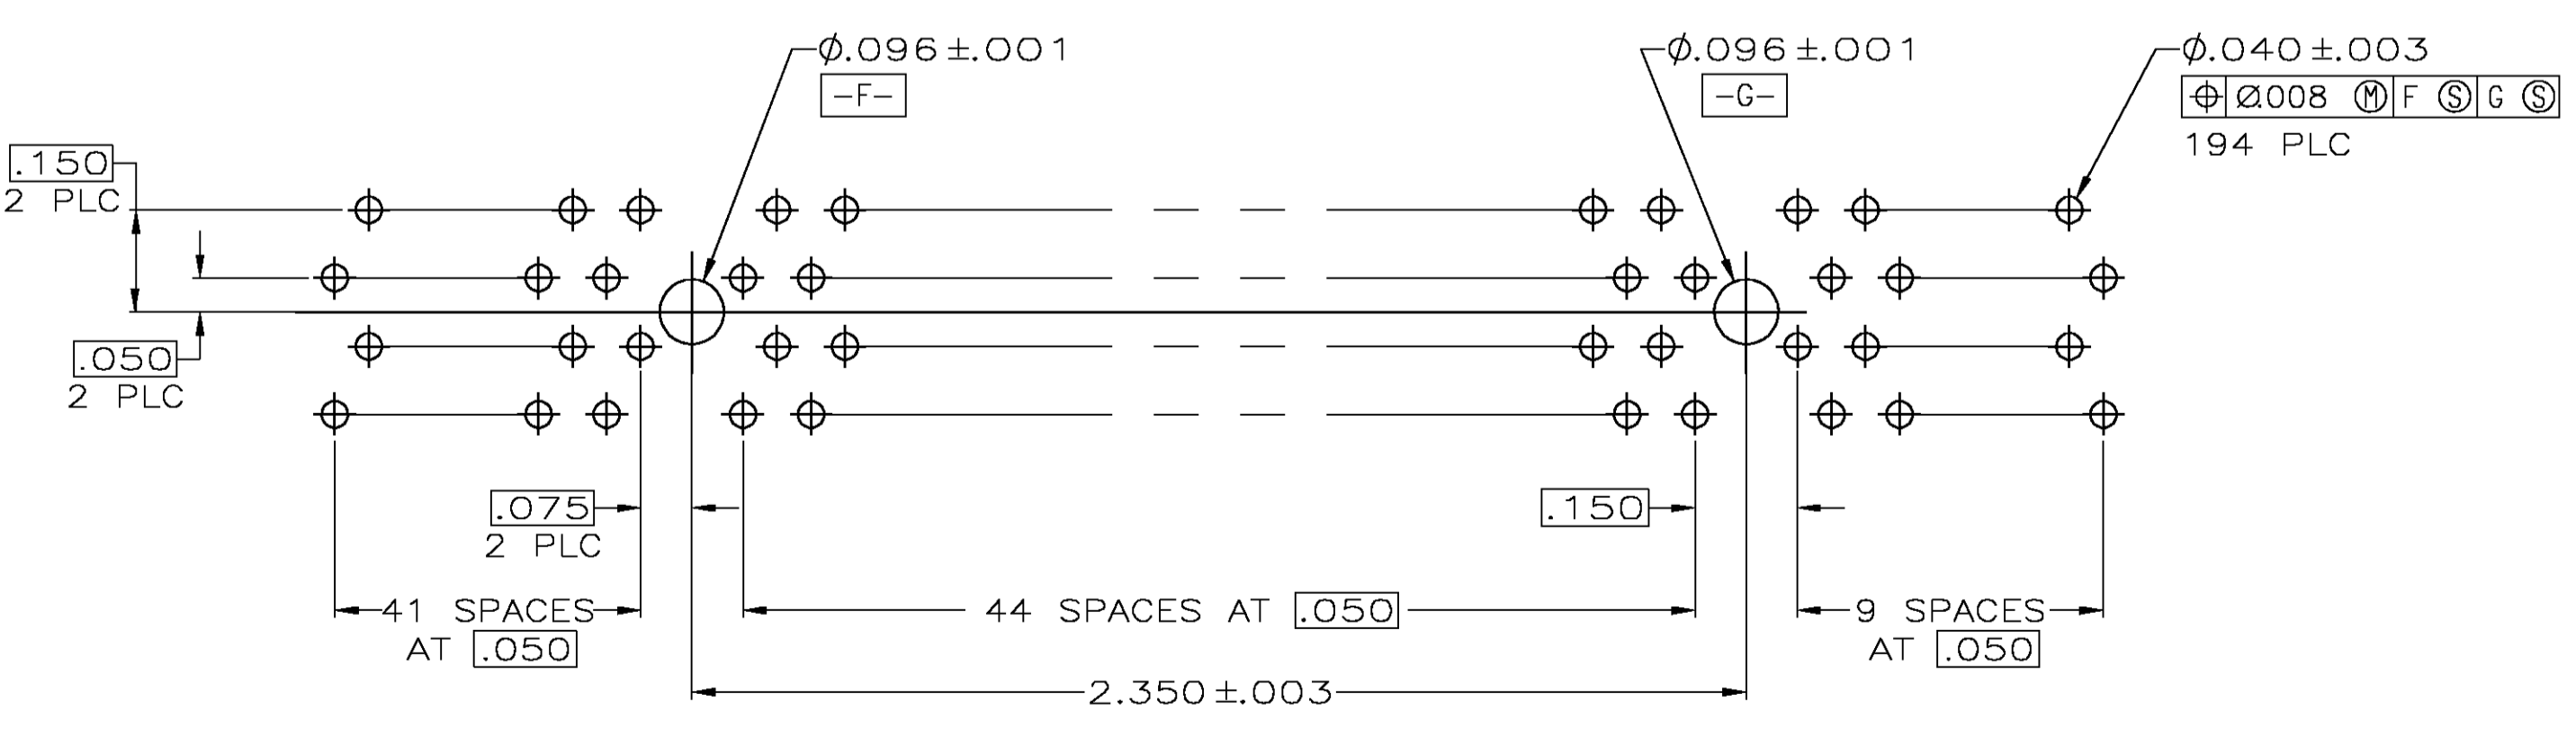 ⌀.096±.001
-F-
⌀.096±.001
-G-
⌀.040±.003
⌖ ⌀.008 Ⓜ F Ⓢ G Ⓢ
194 PLC
.150
2 PLC
.050
2 PLC
.075
2 PLC
.150
41 SPACES
AT .050
44 SPACES AT .050
9 SPACES
AT .050
2.350±.003